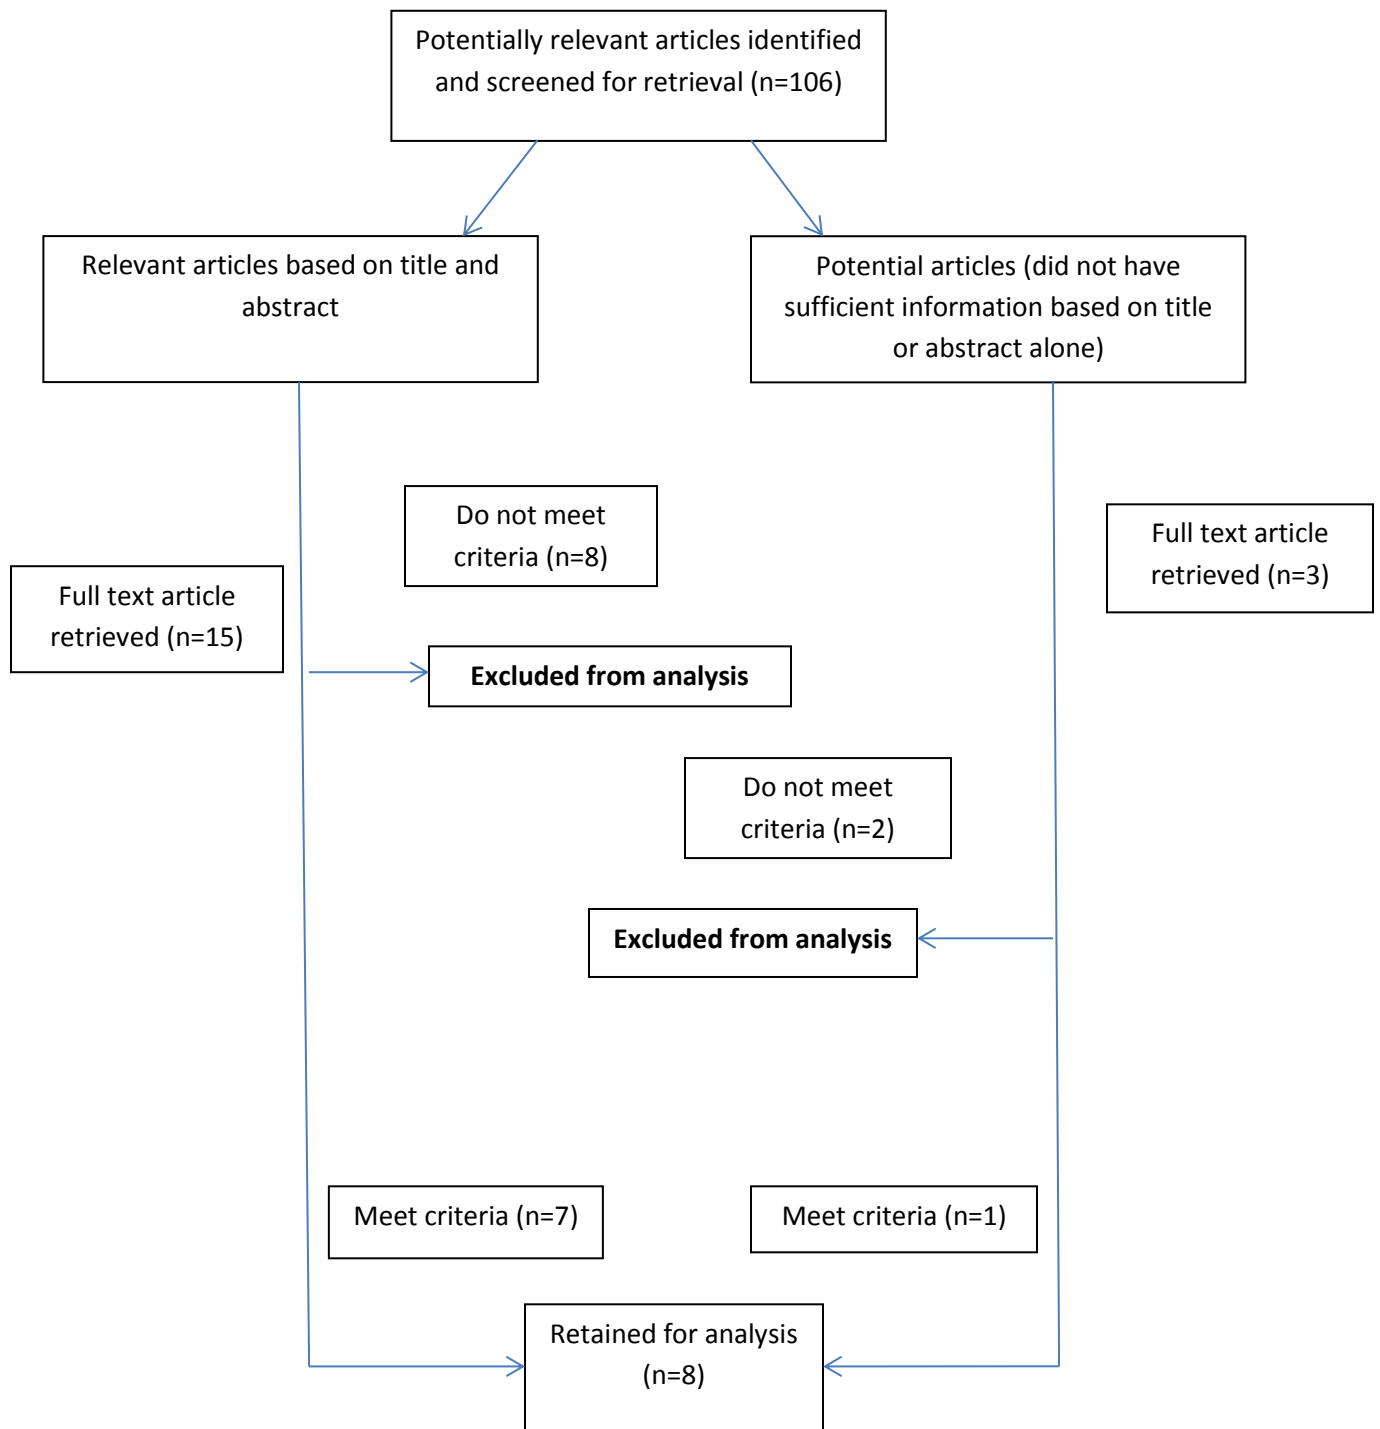 Potentially relevant articles identified
and screened for retrieval (n=106)
Relevant articles based on title and
abstract
Potential articles (did not have
sufficient information based on title
or abstract alone)
Do not meet
criteria (n=8)
Full text article
retrieved (n=3)
Full text article
retrieved (n=15)
Excluded from analysis
Do not meet
criteria (n=2)
Excluded from analysis
Meet criteria (n=7)
Meet criteria (n=1)
Retained for analysis
(n=8)